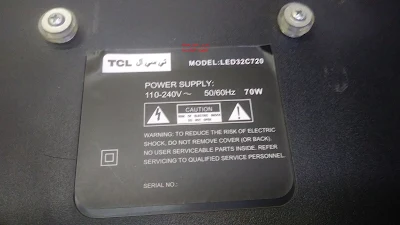 TCL تي سي ال MODEL: LED32C720
POWER SUPPLY:
110-240V~ 50/60Hz 70W
CAUTION
WARNING: TO REDUCE THE RISK OF ELECTRIC
SHOCK, DO NOT REMOVE COVER (OR BACK).
NO USER SERVICEABLE PARTS INSIDE. REFER
SERVICING TO QUALIFIED SERVICE PERSONNEL.
SERIAL NO.: